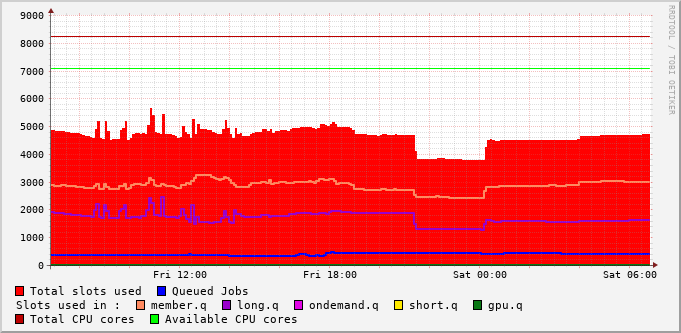 9000
8000
7000
6000
5000
4000
3000
2000
1000
0
Fri 12:00 Fri 18:00 Sat 00:00 Sat 06:00
RRDTOOL / TOBI OETIKER
Total slots used Queued Jobs
Slots used in : member.q long.q ondemand.q short.q gpu.q
Total CPU cores Available CPU cores